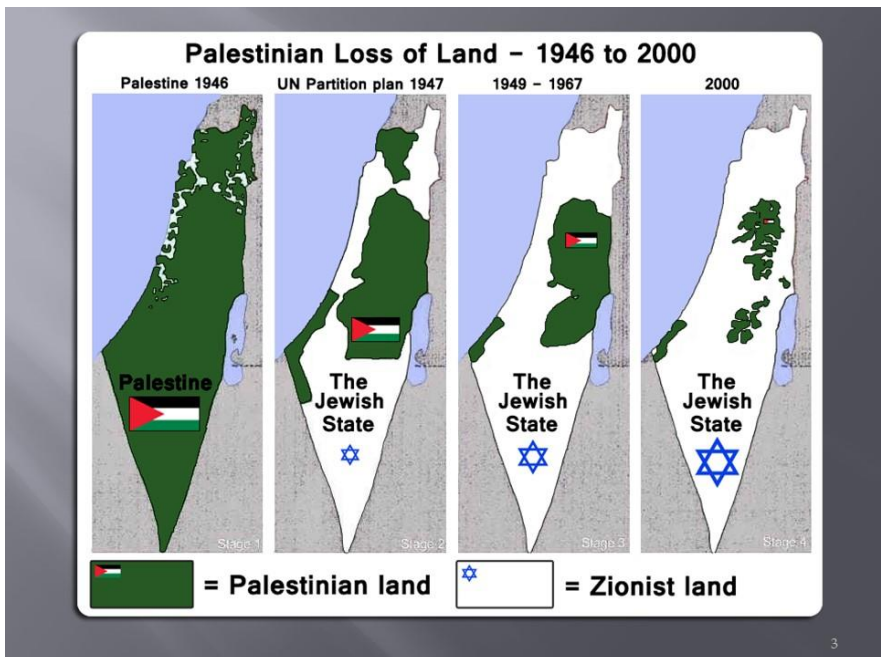 Palestinian Loss of Land – 1946 to 2000
Palestine 1946
UN Partition plan 1947
1949 – 1967
2000
Palestine
The
Jewish
State
The
Jewish
State
The
Jewish
State
Stage 1
Stage 2
Stage 3
Stage 4
= Palestinian land
= Zionist land
3